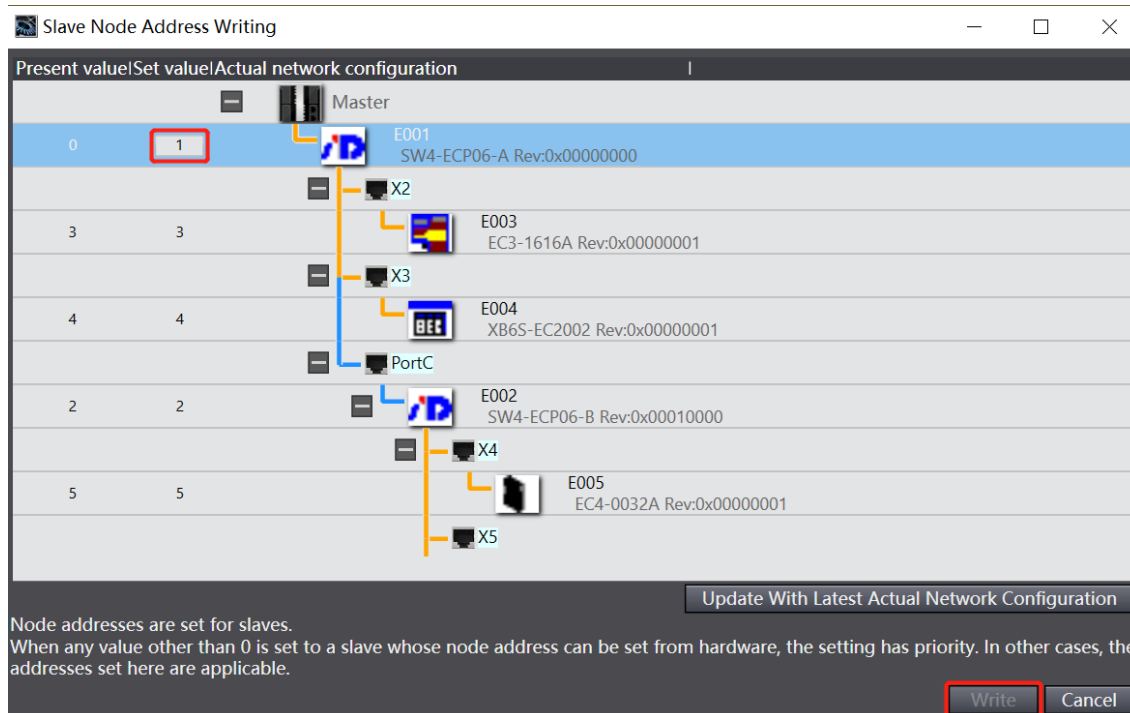 Slave Node Address Writing
Present value|Set value|Actual network configuration |
Master
0 1 E001
SW4-ECP06-A Rev:0x00000000
X2
3 3 E003
EC3-1616A Rev:0x00000001
X3
4 4 E004
XB6S-EC2002 Rev:0x00000001
PortC
2 2 E002
SW4-ECP06-B Rev:0x00010000
X4
5 5 E005
EC4-0032A Rev:0x00000001
X5
Update With Latest Actual Network Configuration
Node addresses are set for slaves.
When any value other than 0 is set to a slave whose node address can be set from hardware, the setting has priority. In other cases, the
addresses set here are applicable.
Write Cancel